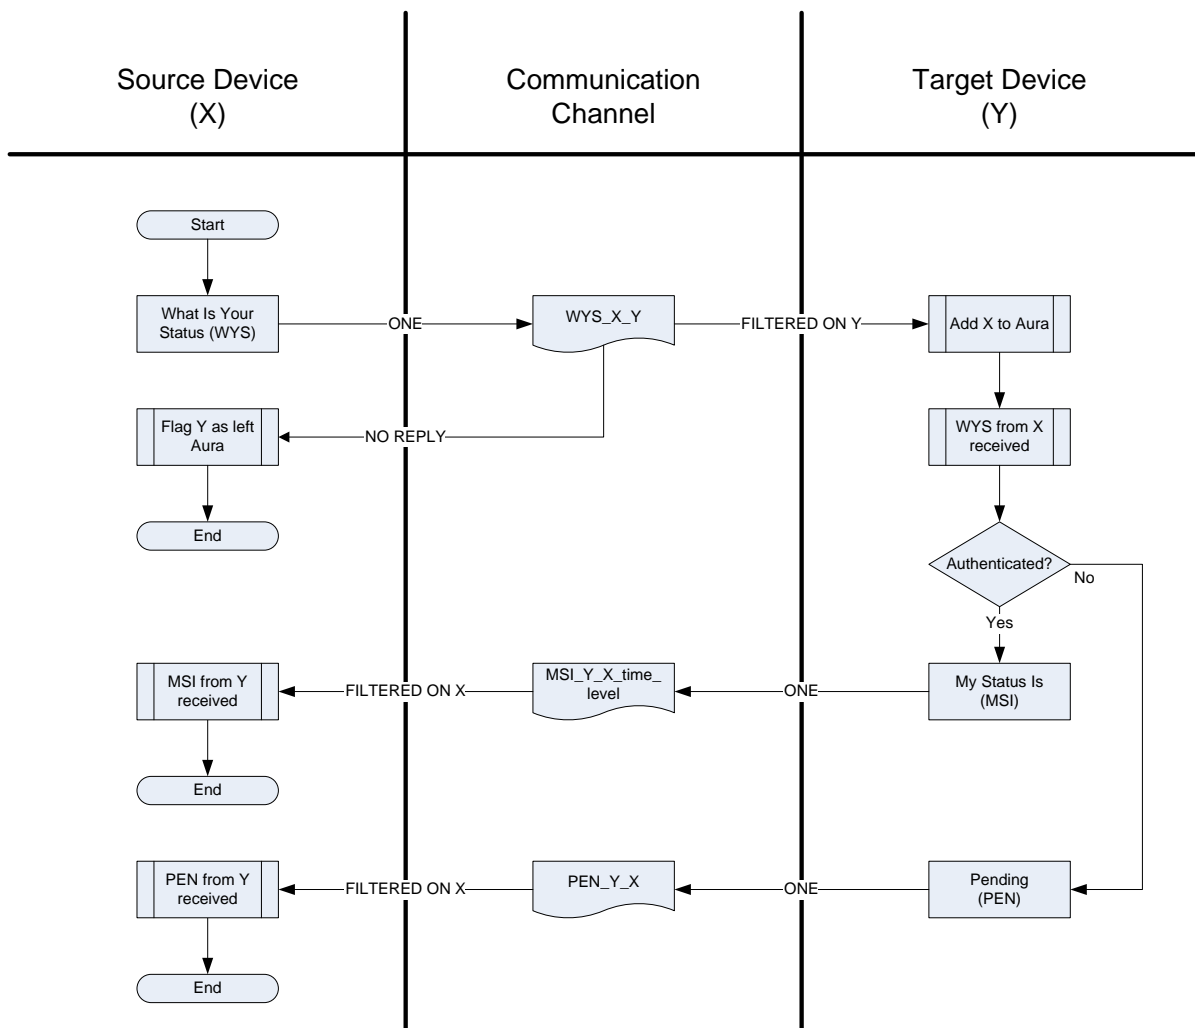 Source Device
(X)
Communication
Channel
Target Device
(Y)
Start
What Is Your
Status (WYS)
ONE
WYS_X_Y
FILTERED ON Y
Add X to Aura
Flag Y as left
Aura
NO REPLY
WYS from X
received
End
Authenticated?
No
Yes
MSI from Y
received
FILTERED ON X
MSI_Y_X_time_
level
ONE
My Status Is
(MSI)
End
PEN from Y
received
FILTERED ON X
PEN_Y_X
ONE
Pending
(PEN)
End